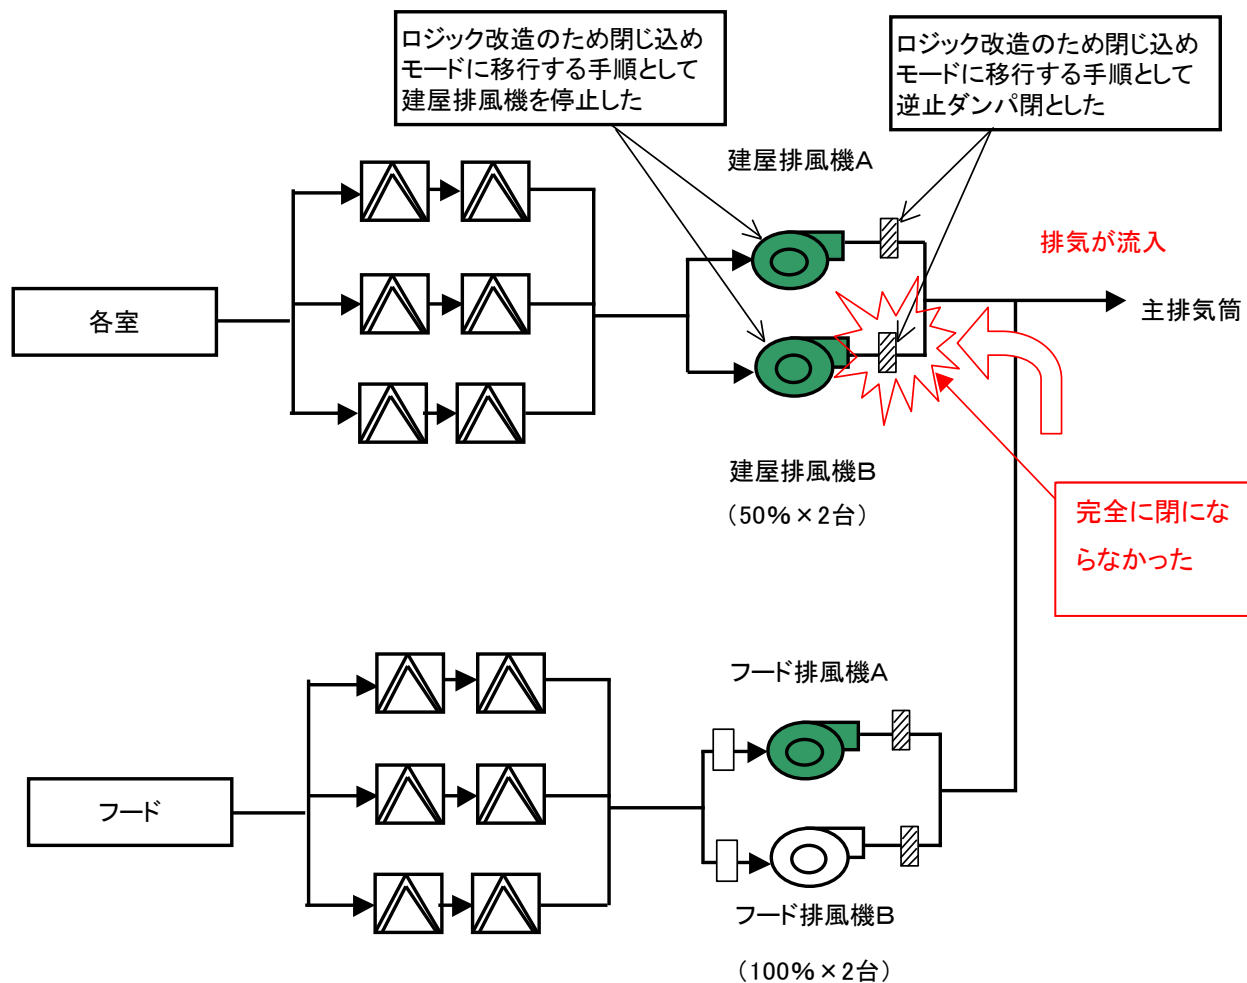 ロジック改造のため閉じ込め
モードに移行する手順として
建屋排風機を停止した
ロジック改造のため閉じ込め
モードに移行する手順として
逆止ダンパ閉とした
建屋排風機A
排気が流入
各室
主排気筒
建屋排風機B
（50%×2台）
完全に閉にな
らなかった
フード排風機A
フード
フード排風機B
（100%×2台）